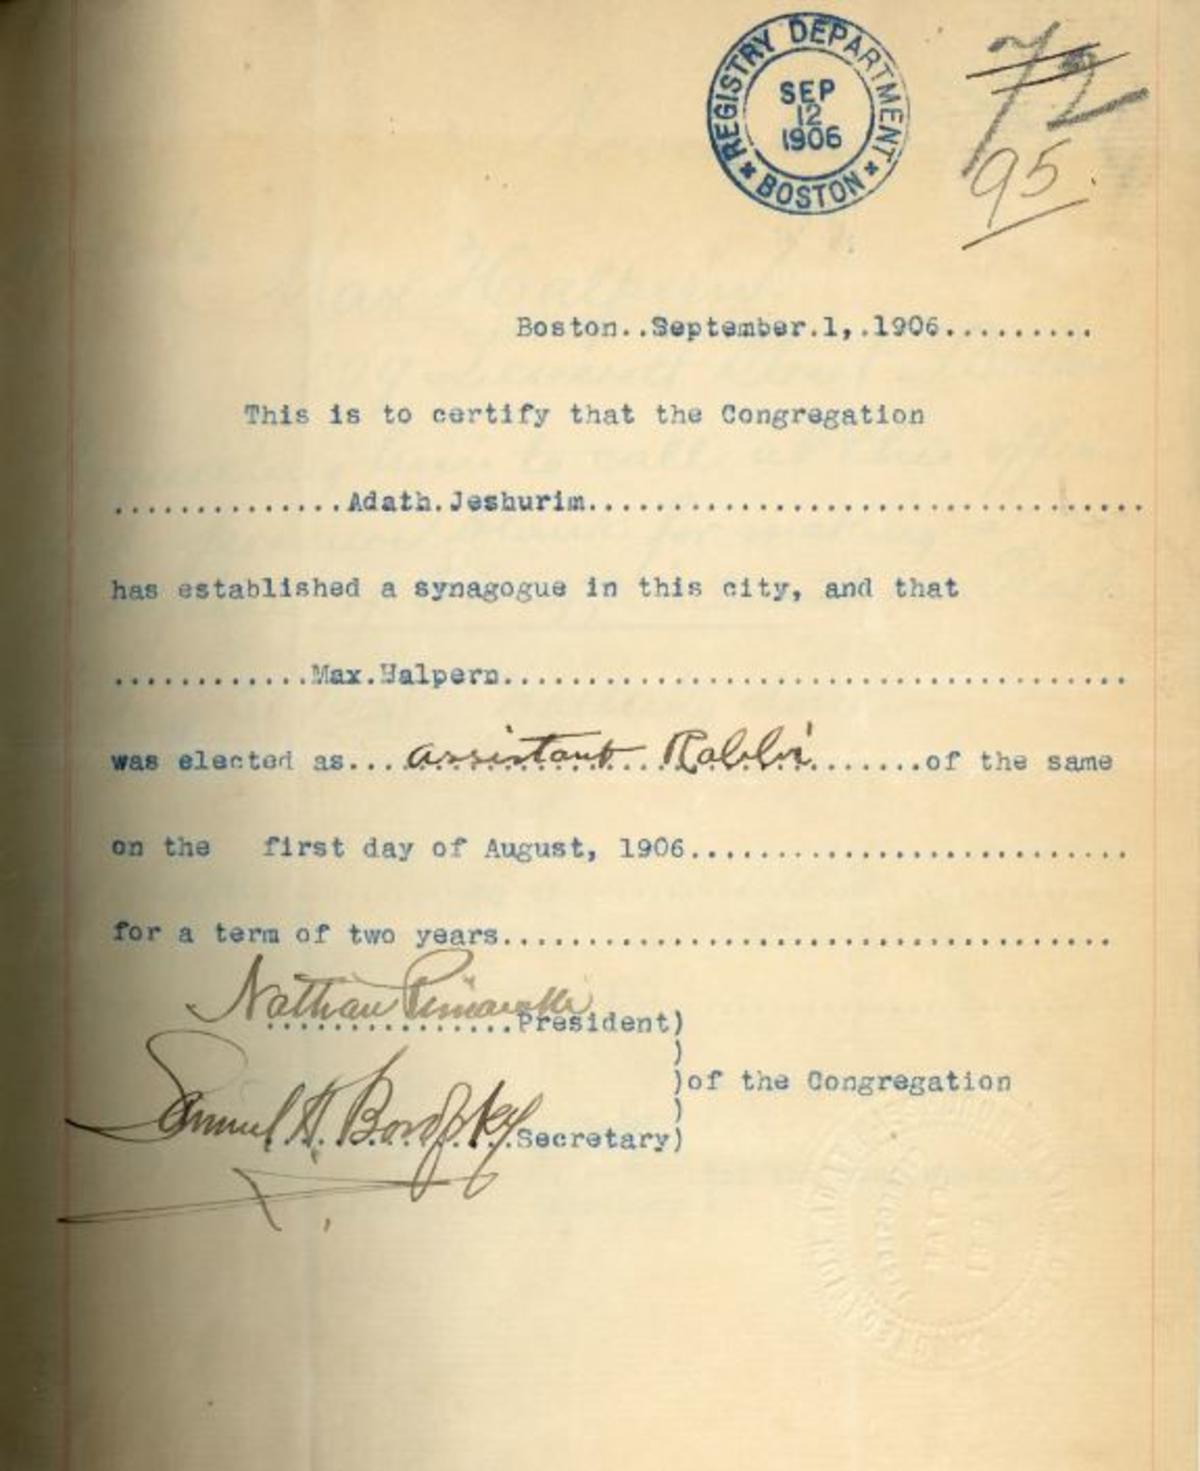 REGISTRY DEPARTMENT
SEP
12
1906
* BOSTON *
72
95.
Boston..September.1,.1906.........
This is to certify that the Congregation
..............Adath.Jeshurim..................................
has established a synagogue in this city, and that
............Max.Halpern......................................
was elected as...assistant Rabbi.......of the same
on the first day of August, 1906...........................
for a term of two years.....................................
Nathan
...............President)
)
)of the Congregation
)
Samuel H. Borofsky Secretary)